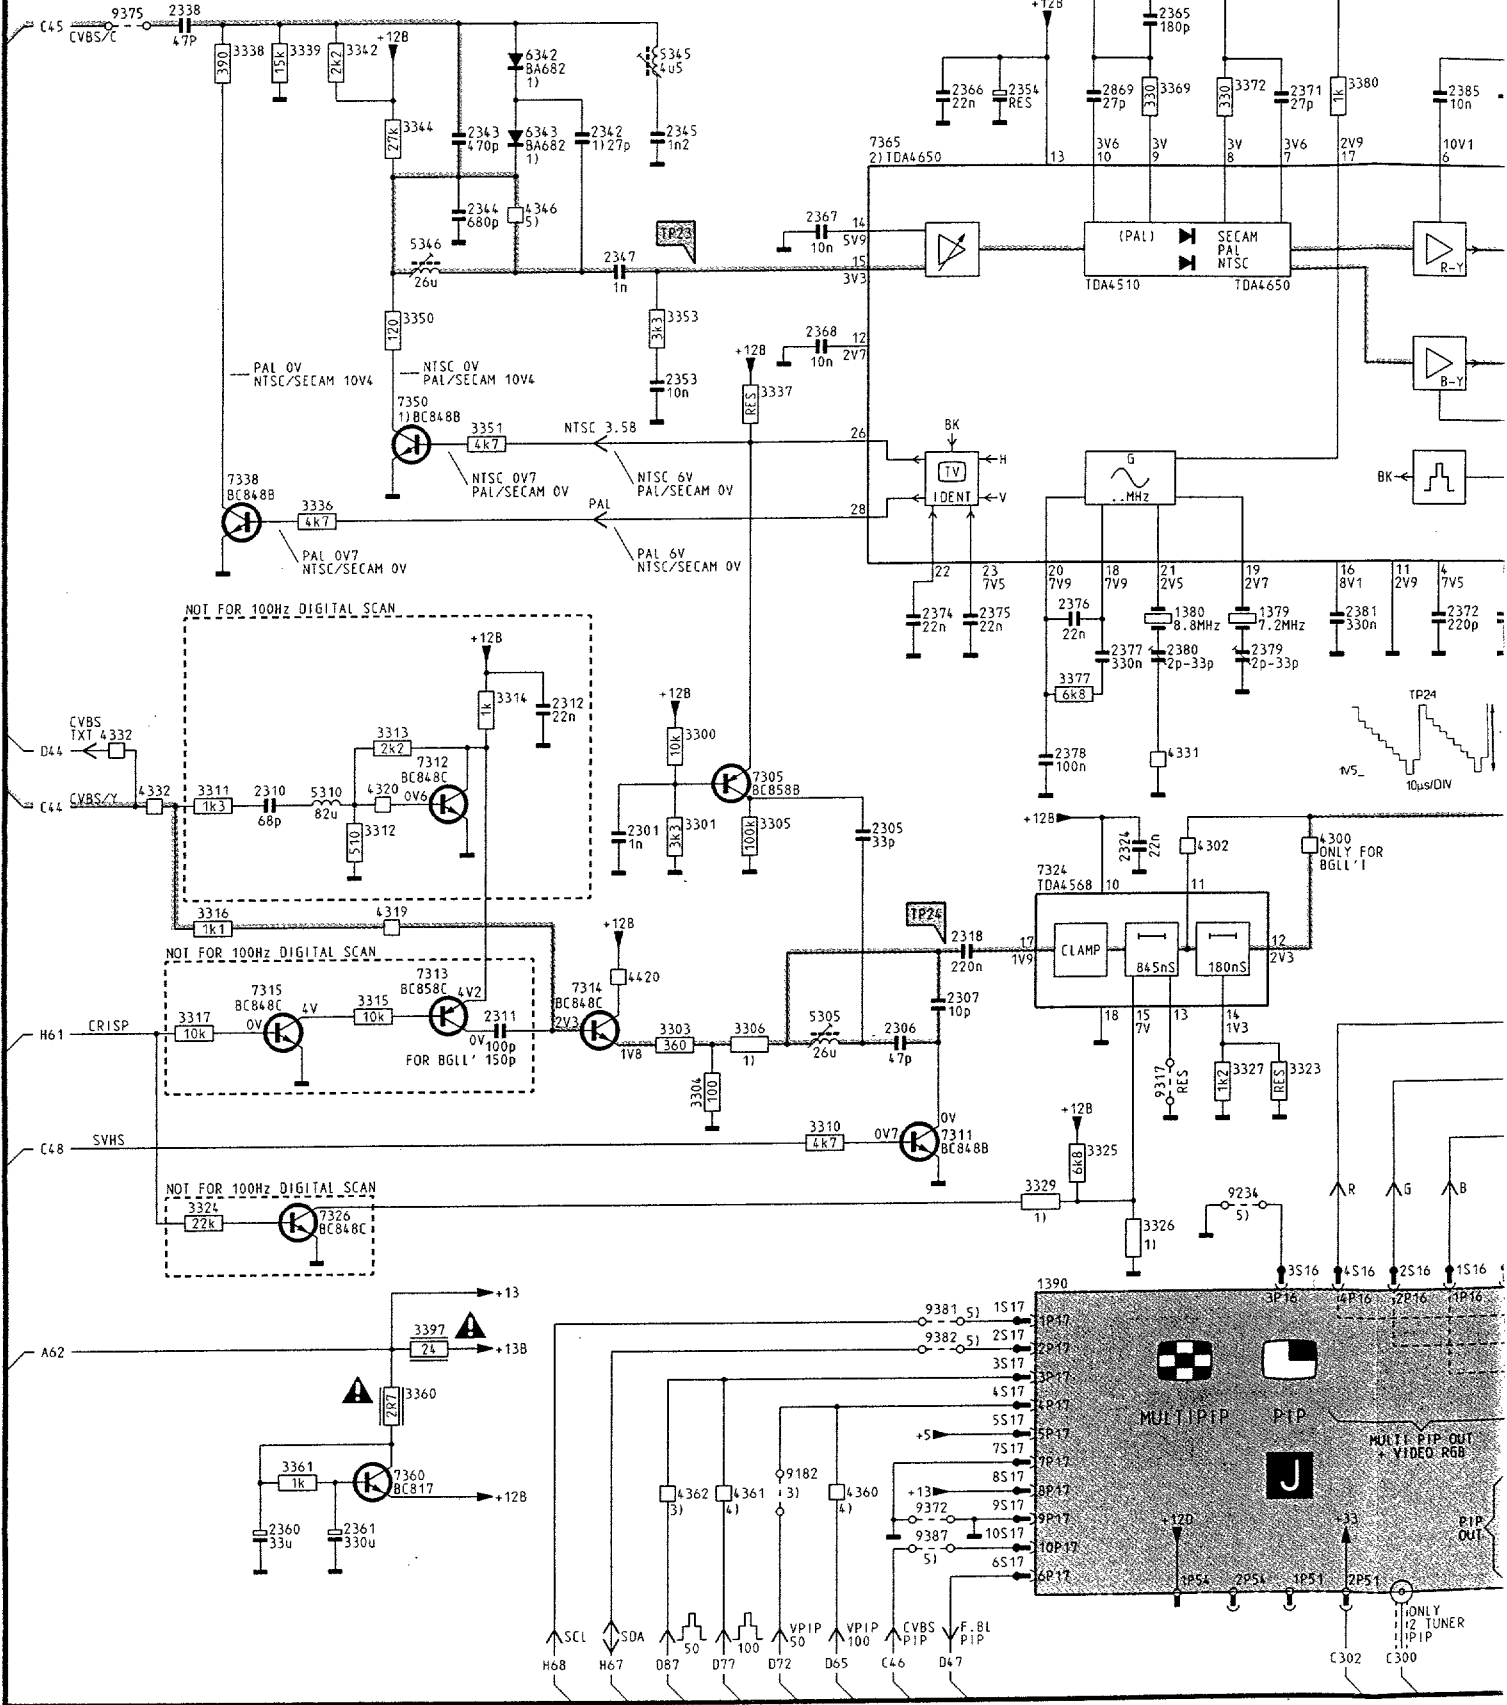 C45
CVBS/C
9375
2338
47P
390
3338
15k
3339
2k2
3342
+12B
27k
3344
2343
470p
6342
BA682
1)
6343
BA682
1)
2342
1)27p
5345
4u5
2345
1n2
2344
680p
4346
5)
5346
26u
2347
1n
TP23
120
3350
3k3
3353
2353
10n
PAL 0V
NTSC/SECAM 10V4
NTSC 0V
PAL/SECAM 10V4
7350
1)BC848B
3351
4k7
NTSC 3.58
NTSC 0V7
PAL/SECAM 0V
NTSC 6V
PAL/SECAM 0V
7338
BC848B
3336
4k7
PAL
PAL 0V7
NTSC/SECAM 0V
PAL 6V
NTSC/SECAM 0V
+12B
RES
3337
+12B
2366
22n
2354
RES
2365
180p
2869
27p
330
3369
330
3372
2371
27p
1k
3380
2385
10n
7365
2)TDA4650
13
3V6
10
3V
9
3V
8
3V6
7
2V9
17
10V1
6
2367
10n
14
5V9
15
3V3
2368
10n
12
2V7
(PAL)
SECAM
PAL
NTSC
TDA4510
TDA4650
R-Y
B-Y
26
28
BK
TV
IDENT
H
V
G
..MHz
BK
22
23
7V5
20
7V9
18
7V9
21
2V5
19
2V7
16
8V1
11
2V9
4
7V5
2374
22n
2375
22n
2376
22n
2377
330n
3377
6k8
2378
100n
1380
8.8MHz
2380
2p-33p
4331
1379
7.2MHz
2379
2p-33p
2381
330n
2372
220p
TP24
1V5_
10µs/DIV
NOT FOR 100Hz DIGITAL SCAN
+12B
1k
3314
2312
22n
3313
2k2
7312
BC848C
D44
CVBS
TXT 4332
C44
CVBS/Y
4332
3311
1k3
2310
68p
5310
82u
4320
0V6
510
3312
3316
1k1
4319
+12B
10k
3300
7305
BC858B
2301
1n
3k3
3301
100k
3305
2305
33p
+12B
2324
22n
4302
4300
ONLY FOR
BGLL'I
7324
TDA4568
10
11
TP24
2318
220n
17
1V9
CLAMP
845nS
180nS
12
2V3
NOT FOR 100Hz DIGITAL SCAN
H61
CRISP
3317
10k
7315
BC848C
0V
4V
3315
10k
7313
BC858C
4V2
0V
2311
100p
FOR BGLL' 150p
7314
BC848C
2V3
+12B
4420
1V8
3303
360
3304
100
3306
1)
5305
26u
2306
47p
2307
10p
18
15
7V
13
14
1V3
9317
RES
1k2
3327
RES
3323
C48
SVHS
3310
4k7
0V7
0V
7311
BC848B
+12B
6k8
3325
NOT FOR 100Hz DIGITAL SCAN
3324
22k
7326
BC848C
3329
1)
3326
1)
9234
5)
R
G
B
3S16
4S16
2S16
1S16
3P16
4P16
2P16
1P16
A62
+13
3397
24
+13B
2R7
3360
3361
1k
7360
BC817
+12B
2360
33u
2361
330u
1390
9381
5)
1S17
1P17
9382
5)
2S17
2P17
3S17
3P17
4S17
4P17
+5
5S17
5P17
7S17
7P17
+13
8S17
8P17
9372
9S17
9P17
9387
5)
10S17
10P17
6S17
6P17
4362
3)
4361
4)
9182
3)
4360
4)
MULTIPIP
PIP
MULTI PIP OUT
+ VIDEO RGB
J
+12D
+33
PIP
OUT
1P54
2P54
1P51
2P51
ONLY
2 TUNER
PIP
SCL
SDA
50
100
VPIP
50
VPIP
100
CVBS
PIP
F.BL
PIP
H68
H67
D87
D77
D72
D65
C46
D47
C302
C300